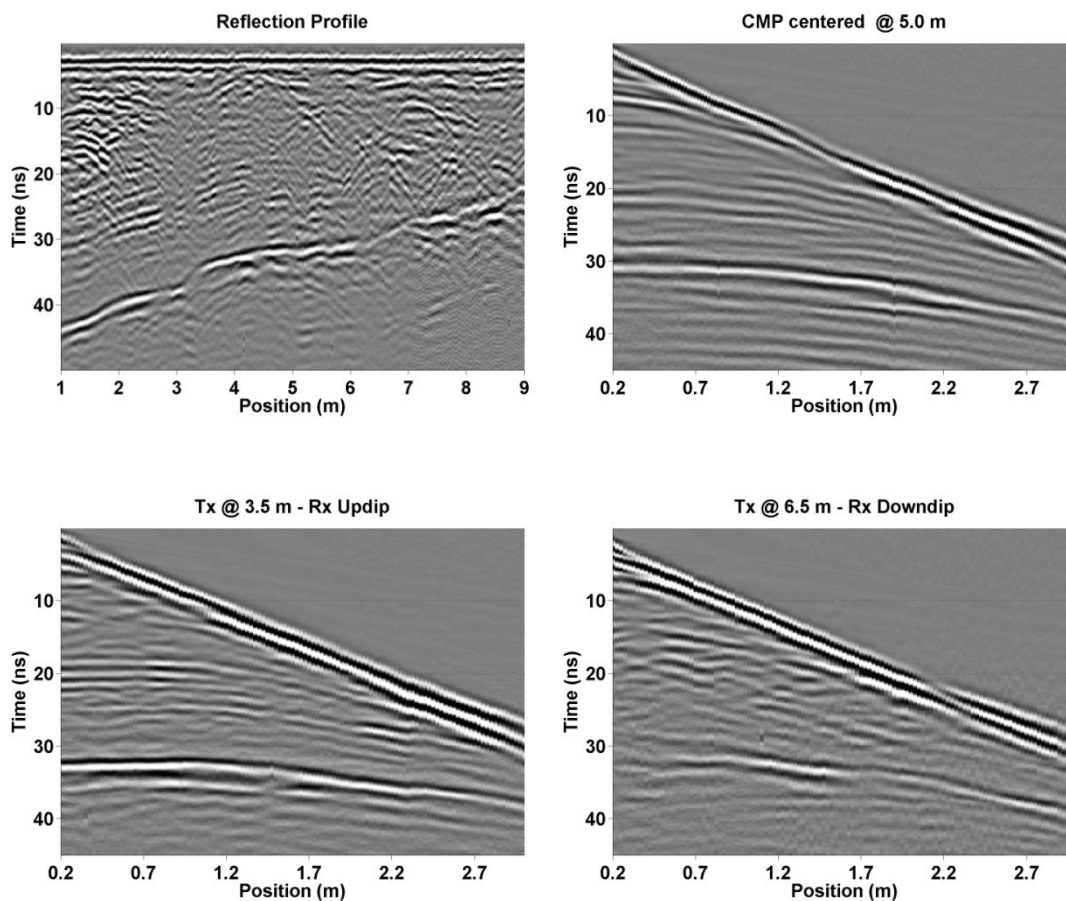 Reflection Profile
10
20
30
40
Time (ns)
1 2 3 4 5 6 7 8 9
Position (m)
CMP centered @ 5.0 m
10
20
30
40
Time (ns)
0.2 0.7 1.2 1.7 2.2 2.7
Position (m)
Tx @ 3.5 m - Rx Updip
10
20
30
40
Time (ns)
0.2 0.7 1.2 1.7 2.2 2.7
Position (m)
Tx @ 6.5 m - Rx Downdip
10
20
30
40
Time (ns)
0.2 0.7 1.2 1.7 2.2 2.7
Position (m)